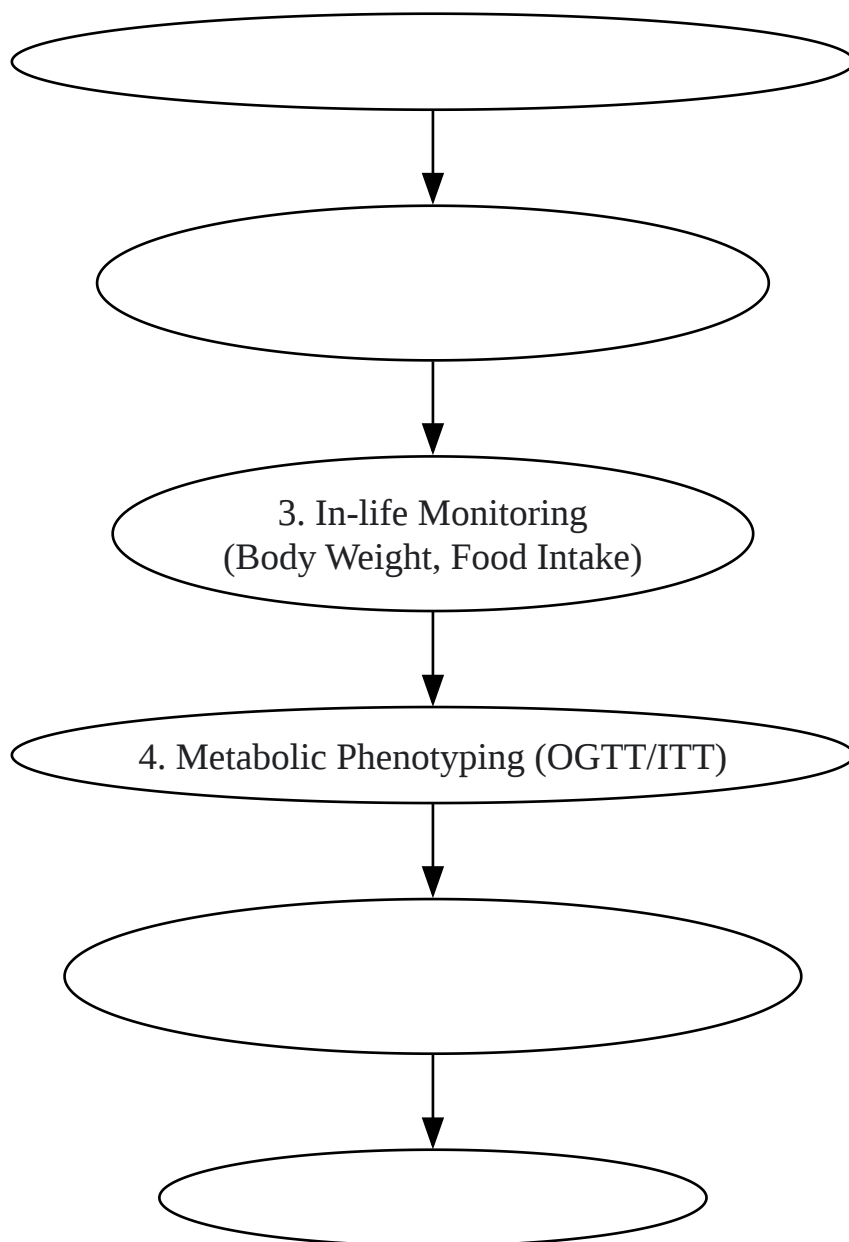 3. In-life Monitoring
(Body Weight, Food Intake)
4. Metabolic Phenotyping (OGTT/ITT)